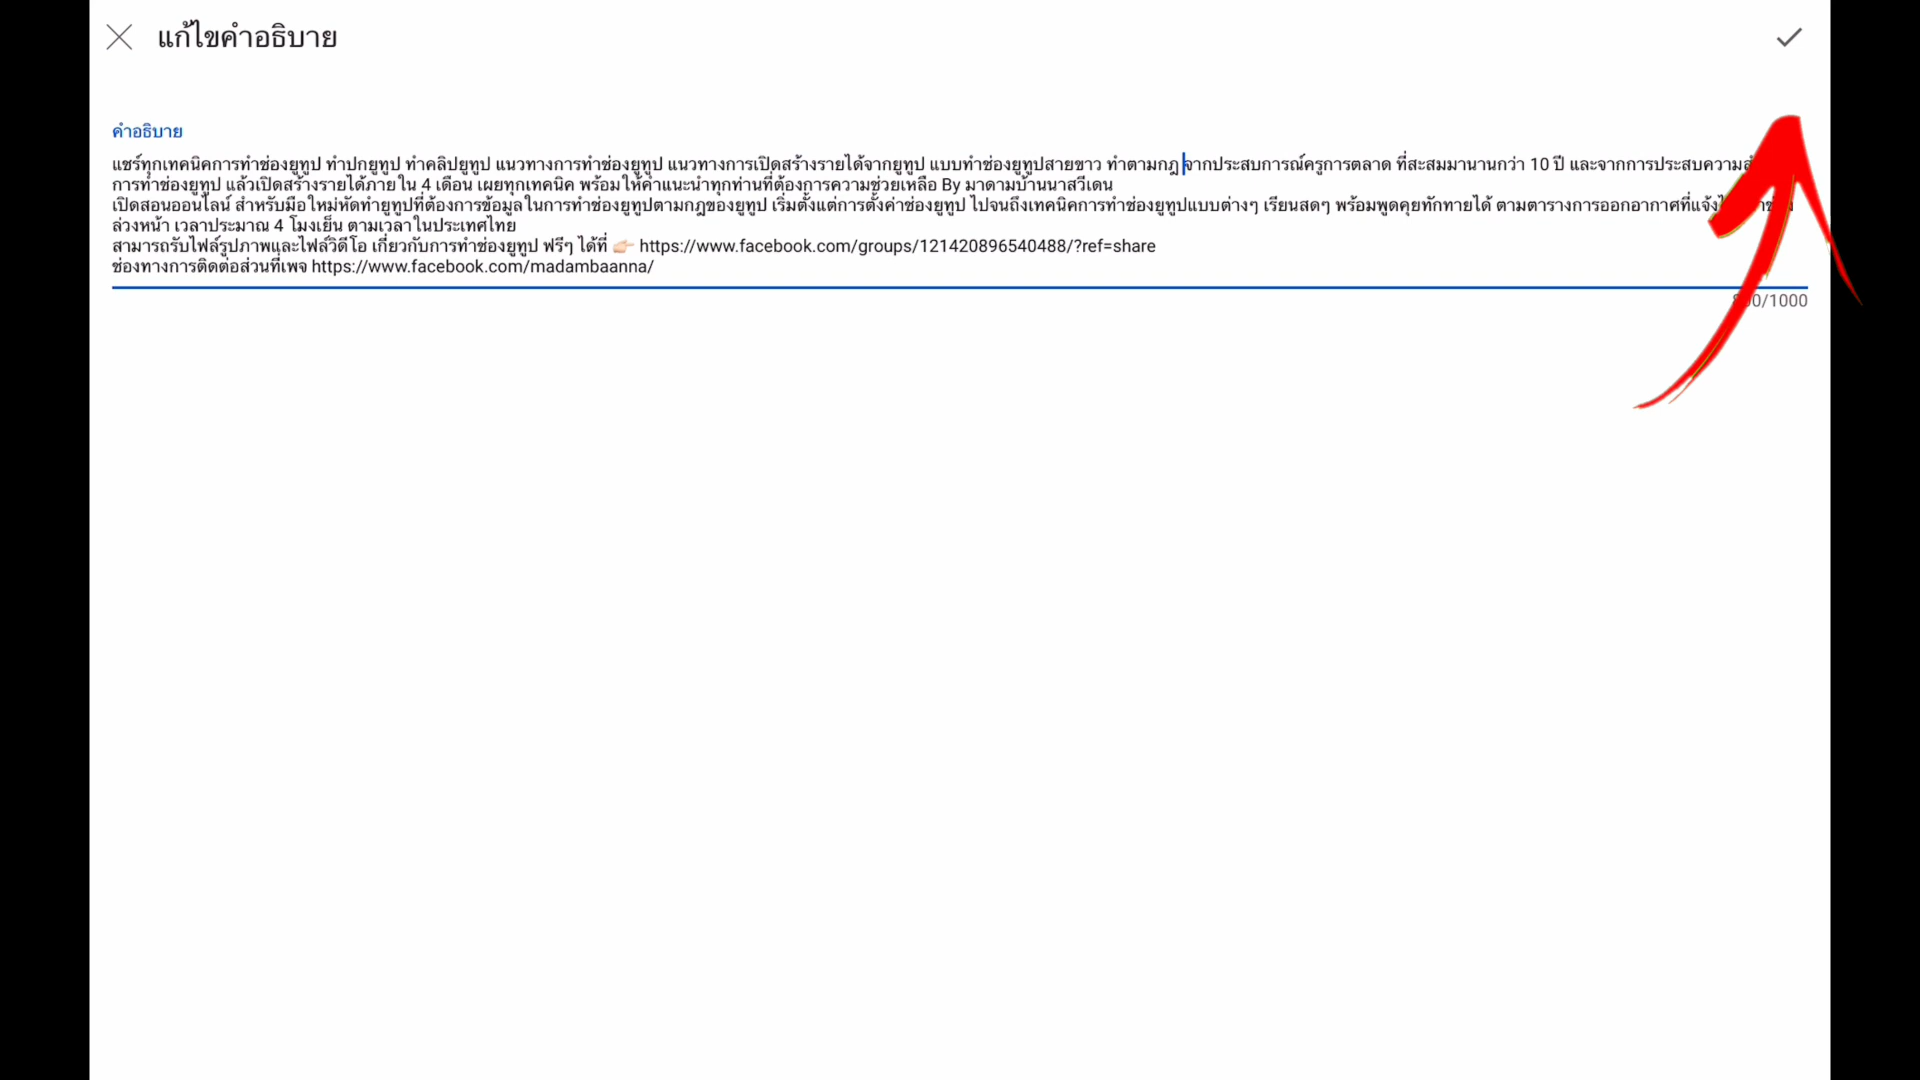 แก้ไขคำอธิบาย
คำอธิบาย
แชร์ทุกเทคนิคการทำช่องยูทูป ทำปกยูทูป ทำคลิปยูทูป แนวทางการทำช่องยูทูป แนวทางการเปิดสร้างรายได้จากยูทูป แบบทำช่องยูทูปสายขาว ทำตามกฎ จากประสบการณ์ครูการตลาด ที่สะสมมานานกว่า 10 ปี และจากการประสบ
การทำช่องยูทูป แล้วเปิดสร้างรายได้ภายใน 4 เดือน เผยทุกเทคนิค พร้อมให้คำแนะนำทุกท่านที่ต้องการความช่วยเหลือ By มาดามบ้านนาสวีเดน
เปิดสอนออนไลน์ สำหรับมือใหม่หัดทำยูทูปที่ต้องการข้อมูลในการทำช่องยูทูปตามกฎของยูทูป เริ่มตั้งแต่การตั้งค่าช่องยูทูป ไปจนถึงเทคนิคการทำช่องยูทูปแบบต่างๆ เรียนสดๆ พร้อมพูดคุยทักทายได้ ตามตารางการออกอากาศที่แจ้ง
ล่วงหน้า เวลาประมาณ 4 โมงเย็น ตามเวลาในประเทศไทย
สามารถรับไฟล์รูปภาพและไฟล์วิดีโอ เกี่ยวกับการทำช่องยูทูป ฟรีๆ ได้ที่ 👉🏻 https://www.facebook.com/groups/121420896540488/?ref=share
ช่องทางการติดต่อส่วนที่เพจ https://www.facebook.com/madambaanna/
0/1000